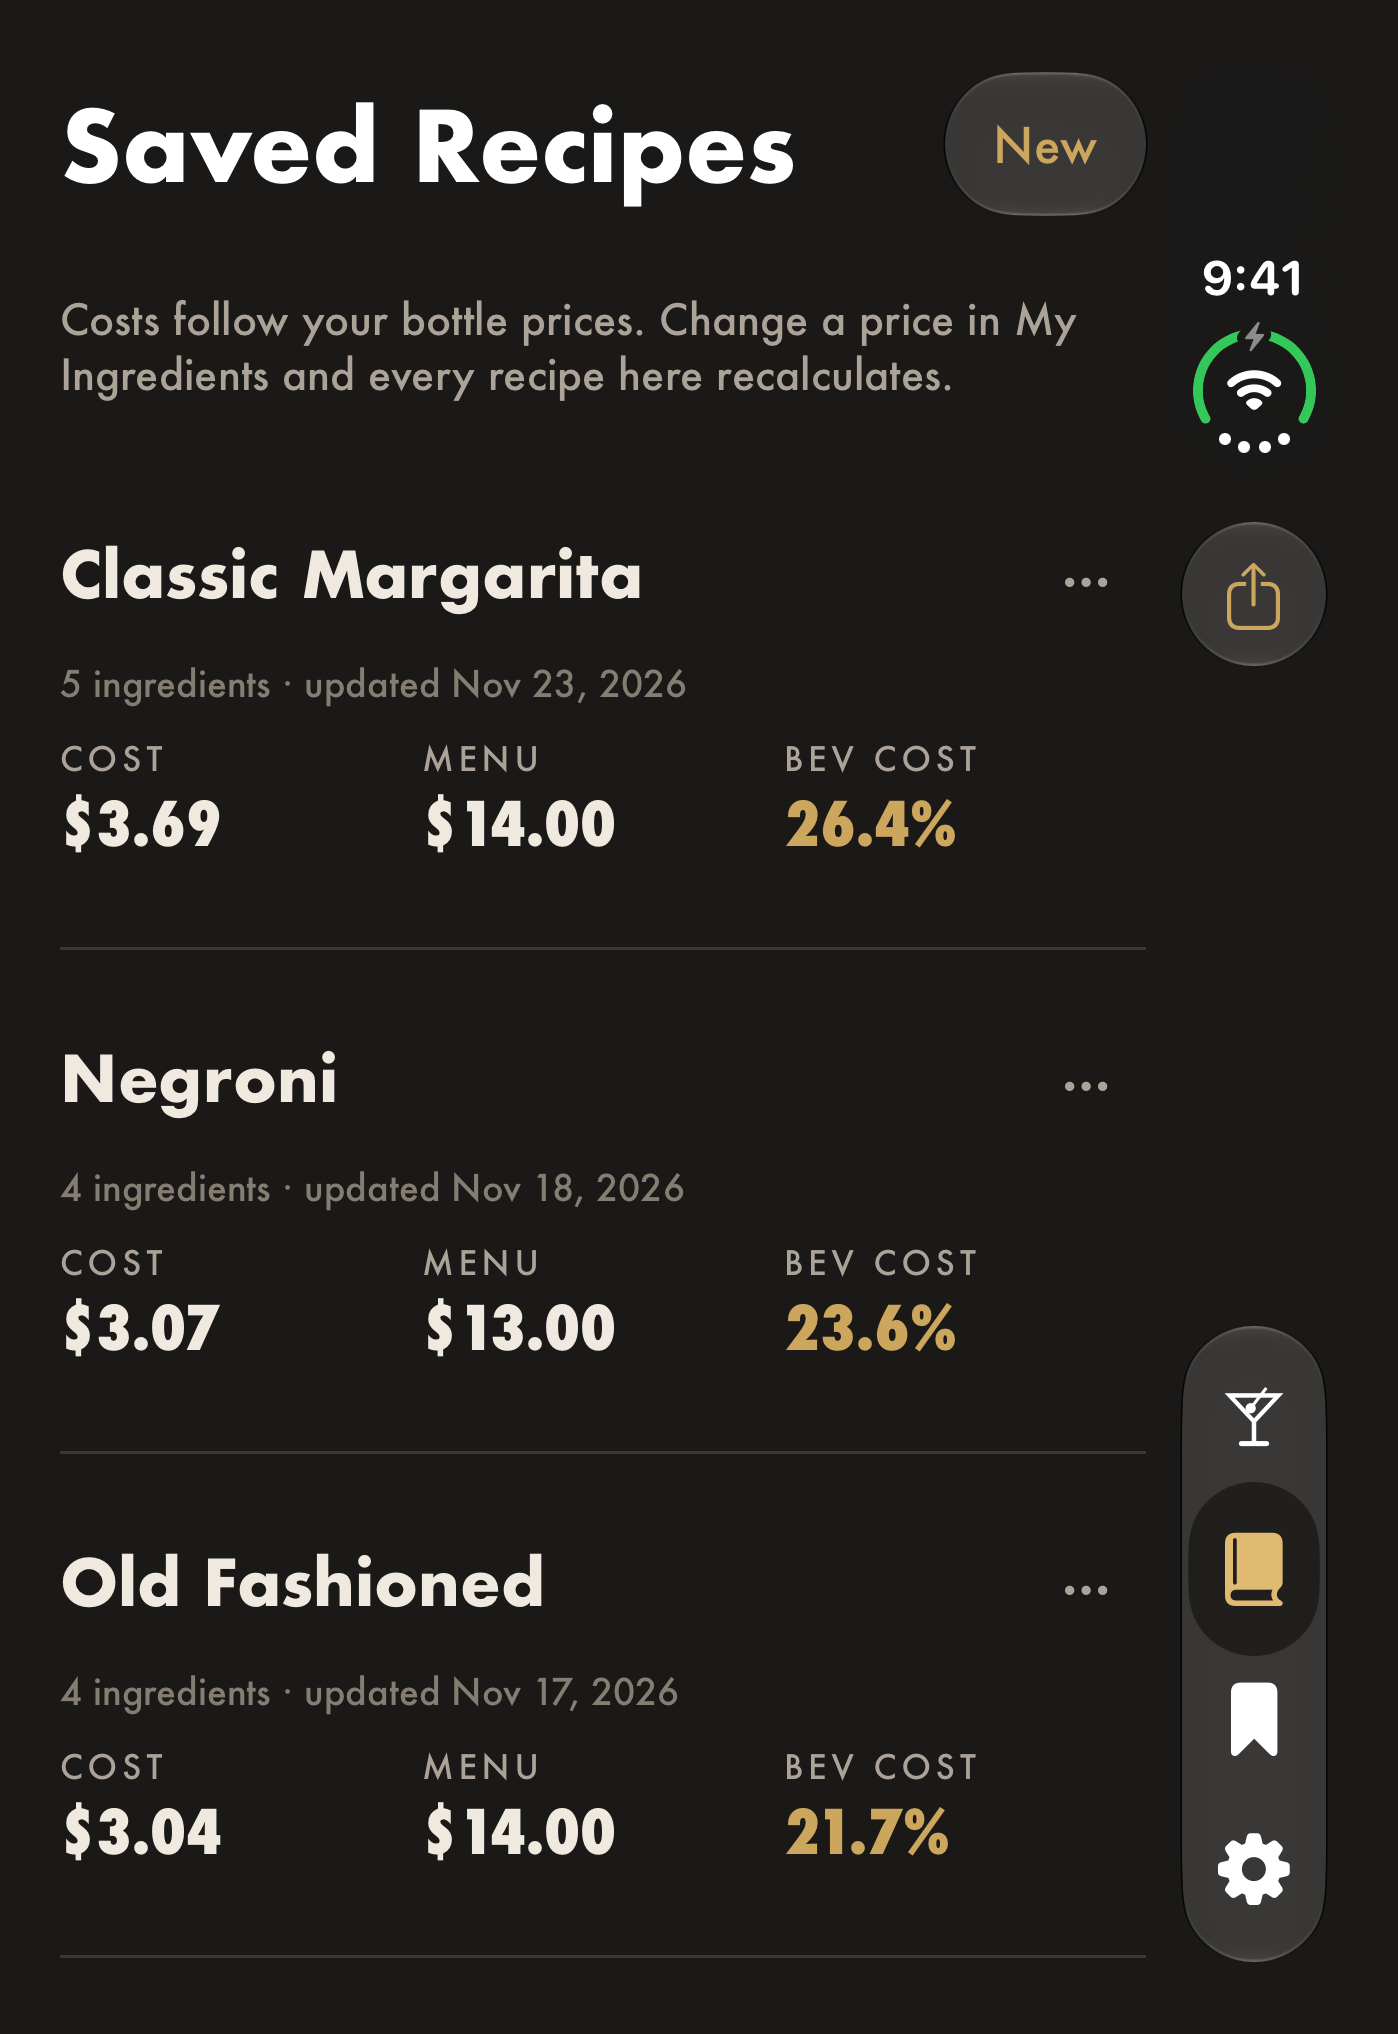 Saved Recipes
New
9:41
Costs follow your bottle prices. Change a price in My
Ingredients and every recipe here recalculates.
Classic Margarita
5 ingredients · updated Nov 23, 2026
COST MENU BEV COST
$3.69 $14.00 26.4%
Negroni
4 ingredients · updated Nov 18, 2026
COST MENU BEV COST
$3.07 $13.00 23.6%
Old Fashioned
4 ingredients · updated Nov 17, 2026
COST MENU BEV COST
$3.04 $14.00 21.7%